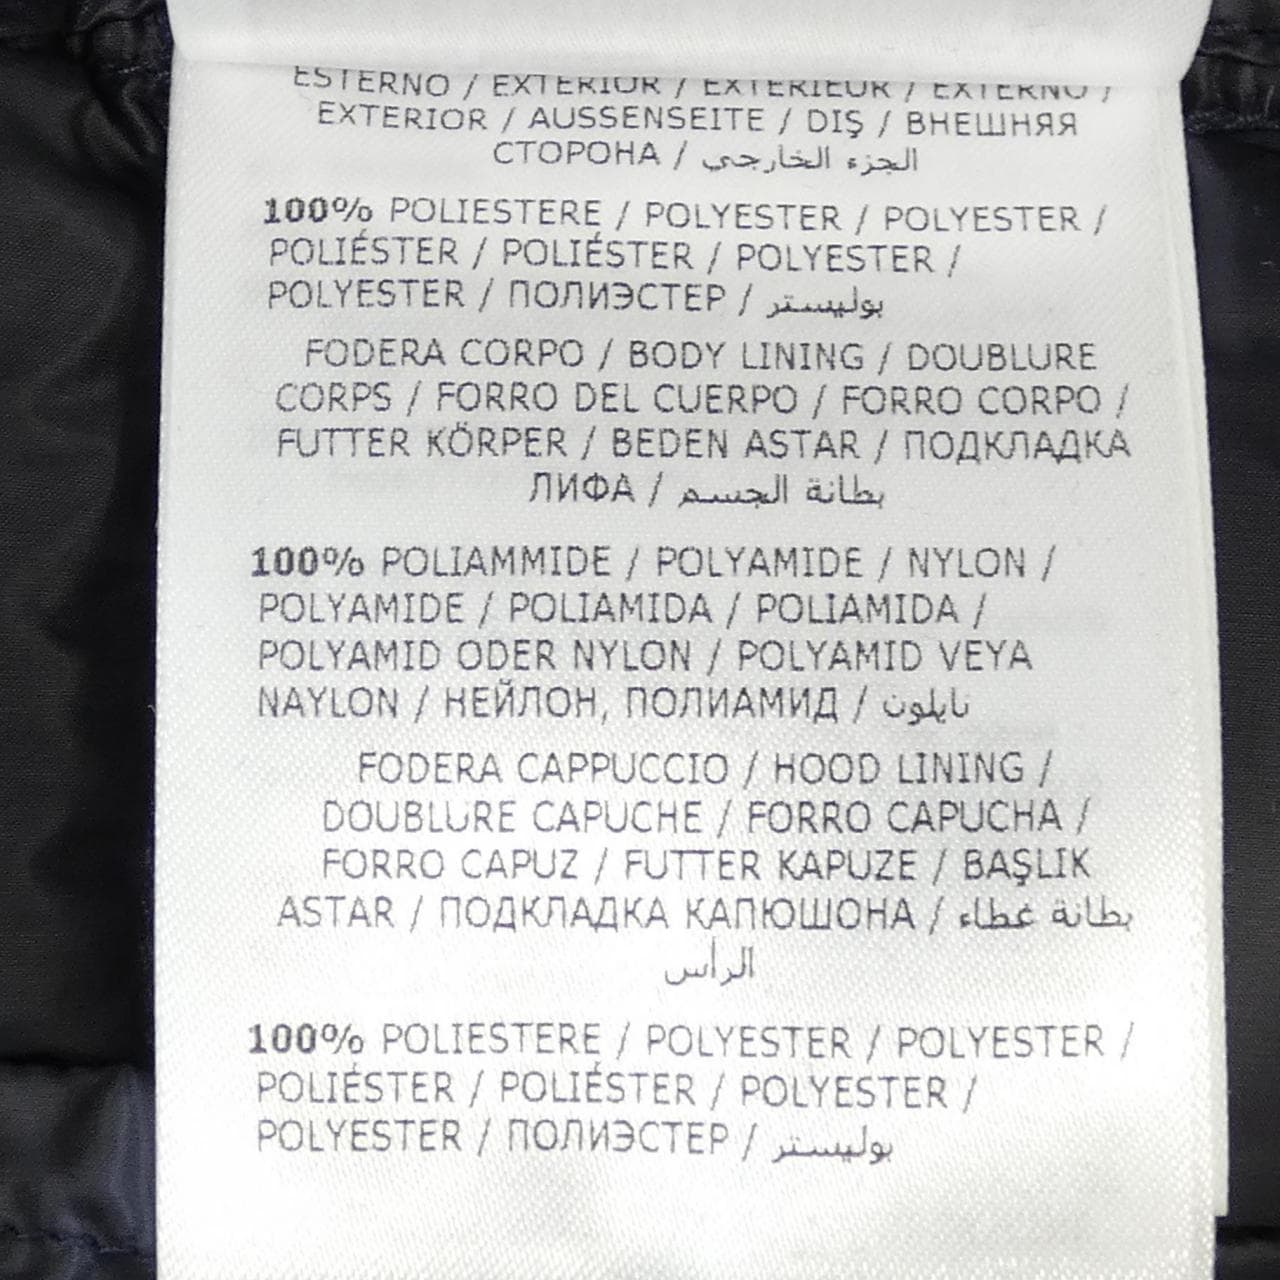 ESTERNO / EXTERIOR / EXTERIEUR / EXTERNO /
EXTERIOR / AUSSENSEITE / DIŞ / ВНЕШНЯЯ
СТОРОНА / الجزء الخارجي
100% POLIESTERE / POLYESTER / POLYESTER /
POLIÉSTER / POLIÉSTER / POLYESTER /
POLYESTER / ПОЛИЭСТЕР / بوليستر
FODERA CORPO / BODY LINING / DOUBLURE
CORPS / FORRO DEL CUERPO / FORRO CORPO /
FUTTER KÖRPER / BEDEN ASTAR / ПОДКЛАДКА
ЛИФА / بطانة الجسم
100% POLIAMMIDE / POLYAMIDE / NYLON /
POLYAMIDE / POLIAMIDA / POLIAMIDA /
POLYAMID ODER NYLON / POLYAMID VEYA
NAYLON / НЕЙЛОН, ПОЛИАМИД / نايلون
FODERA CAPPUCCIO / HOOD LINING /
DOUBLURE CAPUCHE / FORRO CAPUCHA /
FORRO CAPUZ / FUTTER KAPUZE / BAŞLIK
ASTAR / ПОДКЛАДКА КАПЮШОНА / بطانة غطاء
الرأس
100% POLIESTERE / POLYESTER / POLYESTER /
POLIÉSTER / POLIÉSTER / POLYESTER /
POLYESTER / ПОЛИЭСТЕР / بوليستر